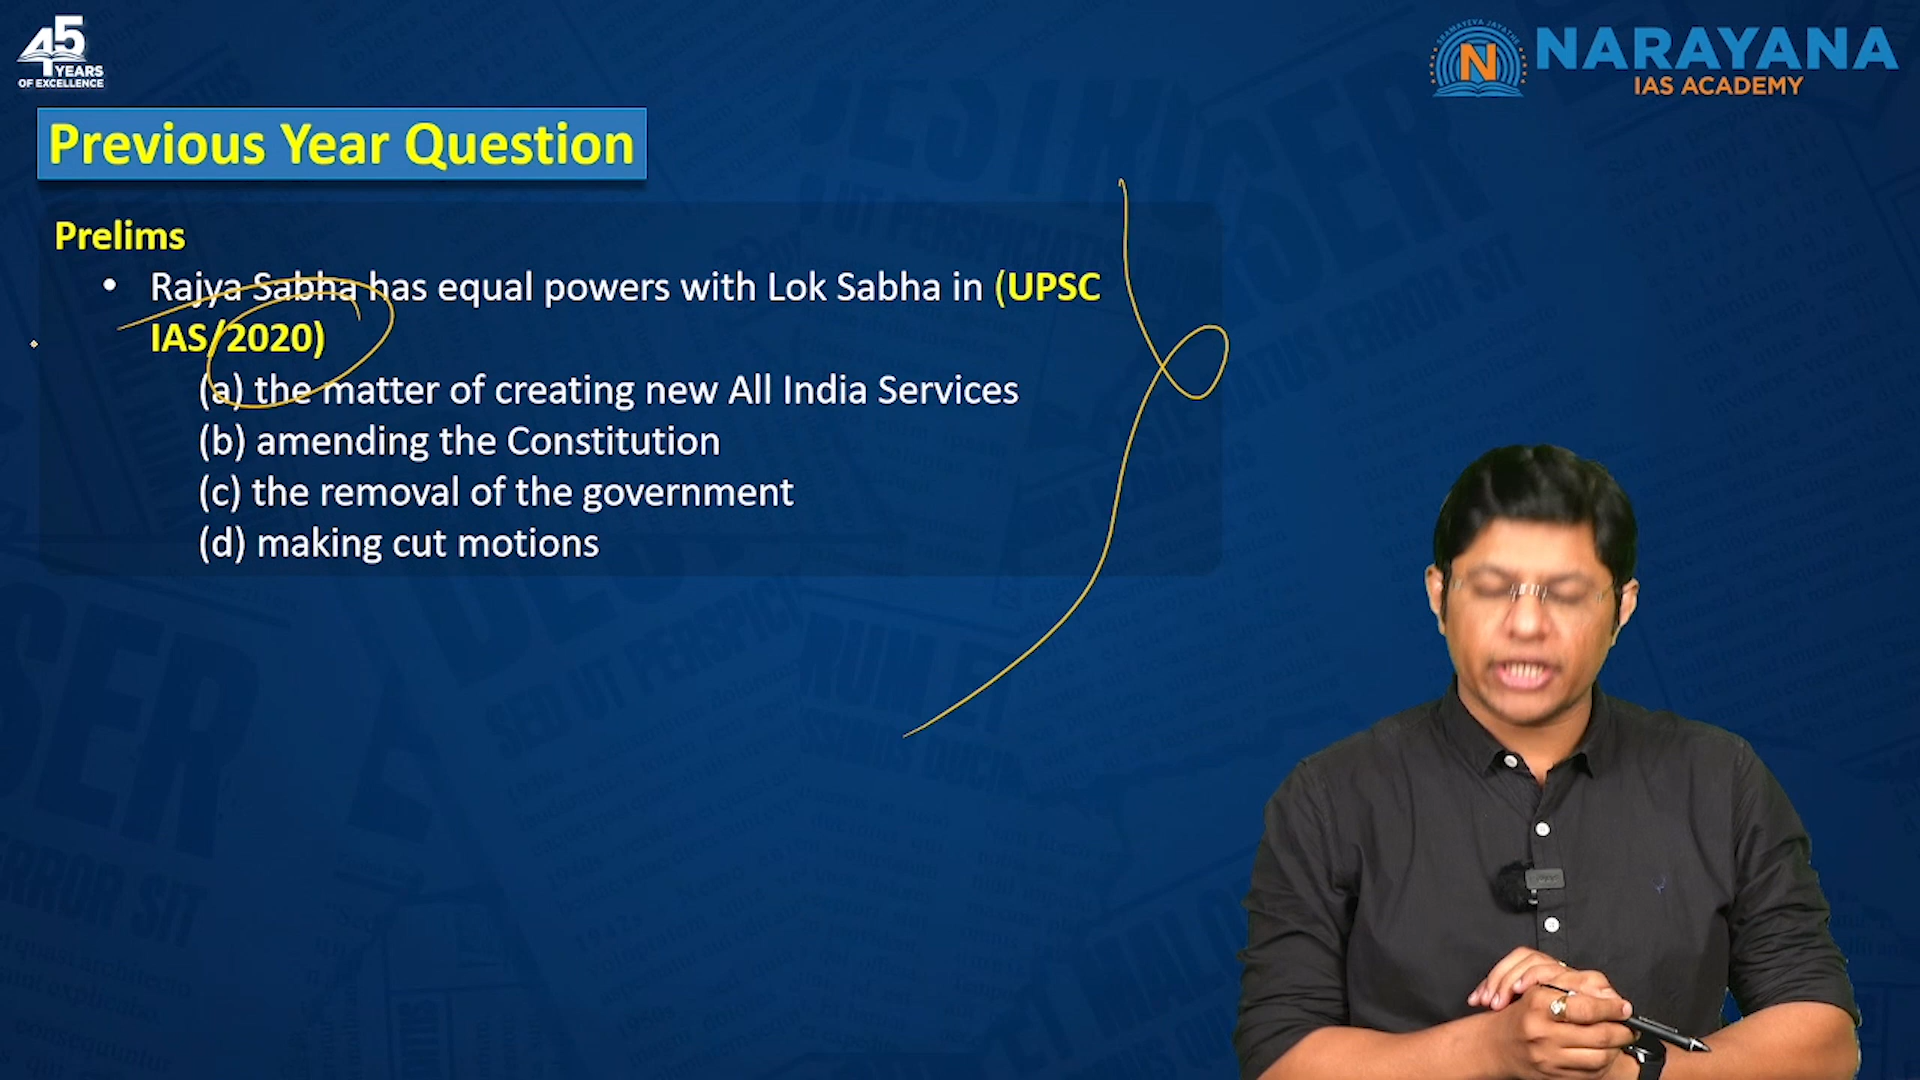 45
YEARS
OF EXCELLENCE
NARAYANA
IAS ACADEMY
Previous Year Question
Prelims
• Rajya Sabha has equal powers with Lok Sabha in (UPSC
IAS/2020)
(a) the matter of creating new All India Services
(b) amending the Constitution
(c) the removal of the government
(d) making cut motions